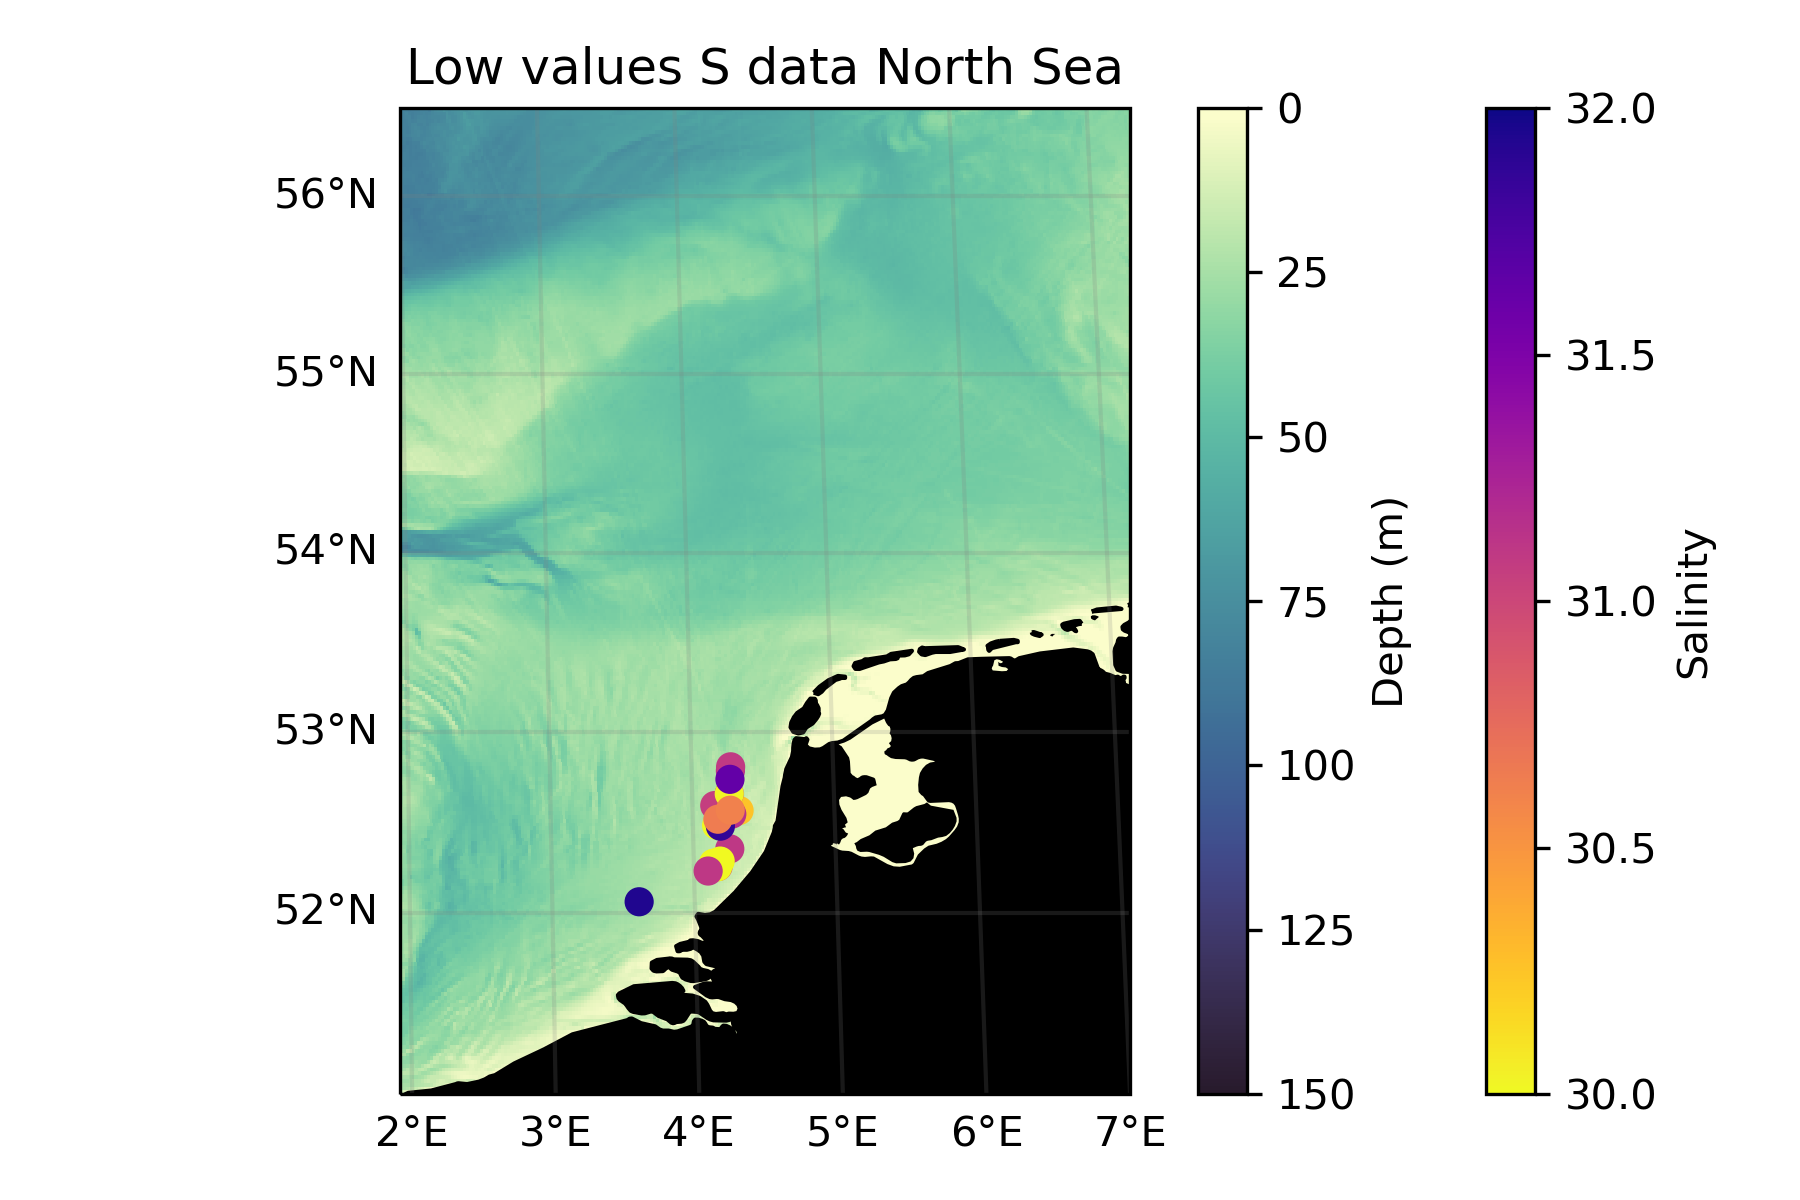 Low values S data North Sea
56°N
55°N
54°N
53°N
52°N
2°E 3°E 4°E 5°E 6°E 7°E
0
25
50
75
100
125
150
Depth (m)
32.0
31.5
31.0
30.5
30.0
Salinity